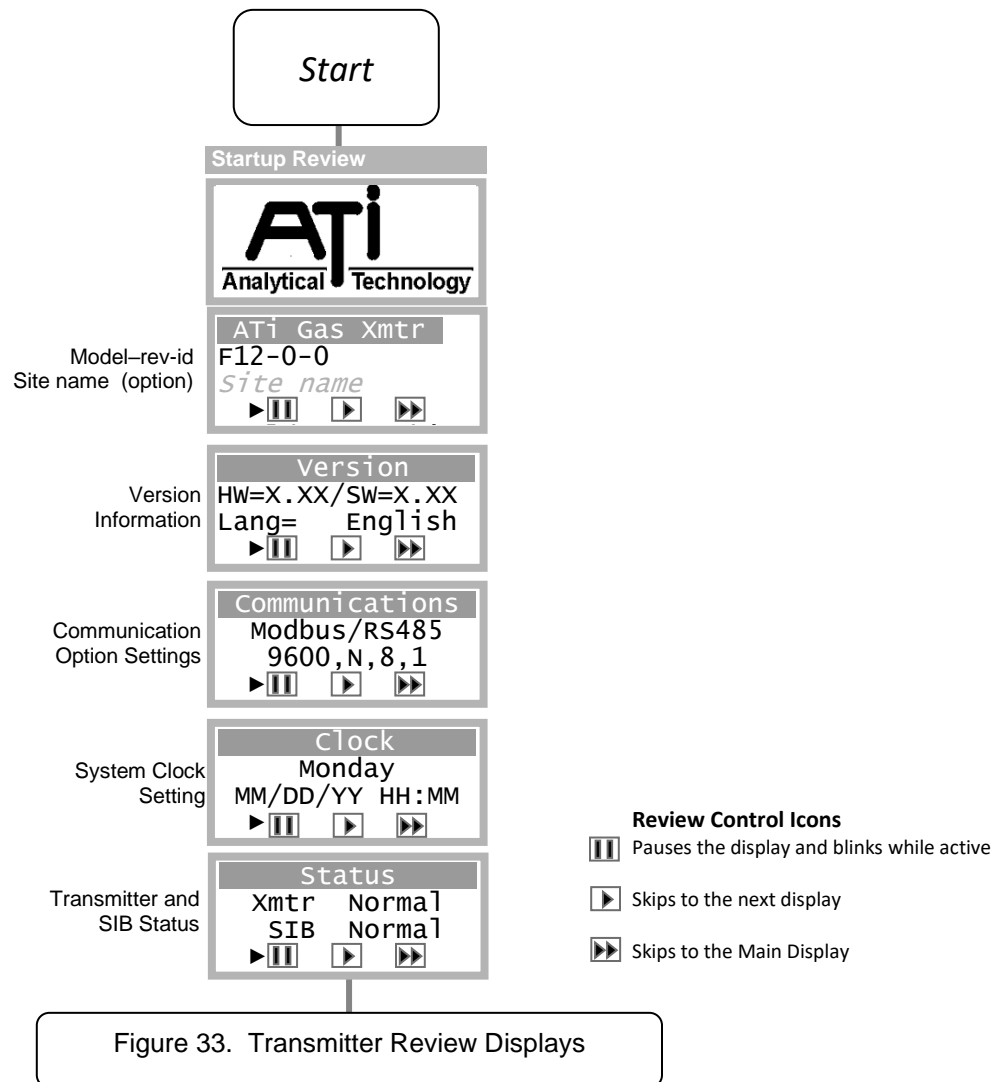 Start
Startup Review
ATi
Analytical Technology
Model–rev-id
Site name (option)
ATi Gas Xmtr
F12-0-0
Site name
Version
Information
Version
HW=X.XX/SW=X.XX
Lang= English
Communication
Option Settings
Communications
Modbus/RS485
9600,N,8,1
System Clock
Setting
Clock
Monday
MM/DD/YY HH:MM
Transmitter and
SIB Status
Status
Xmtr Normal
SIB Normal
Review Control Icons
Pauses the display and blinks while active
Skips to the next display
Skips to the Main Display
Figure 33. Transmitter Review Displays